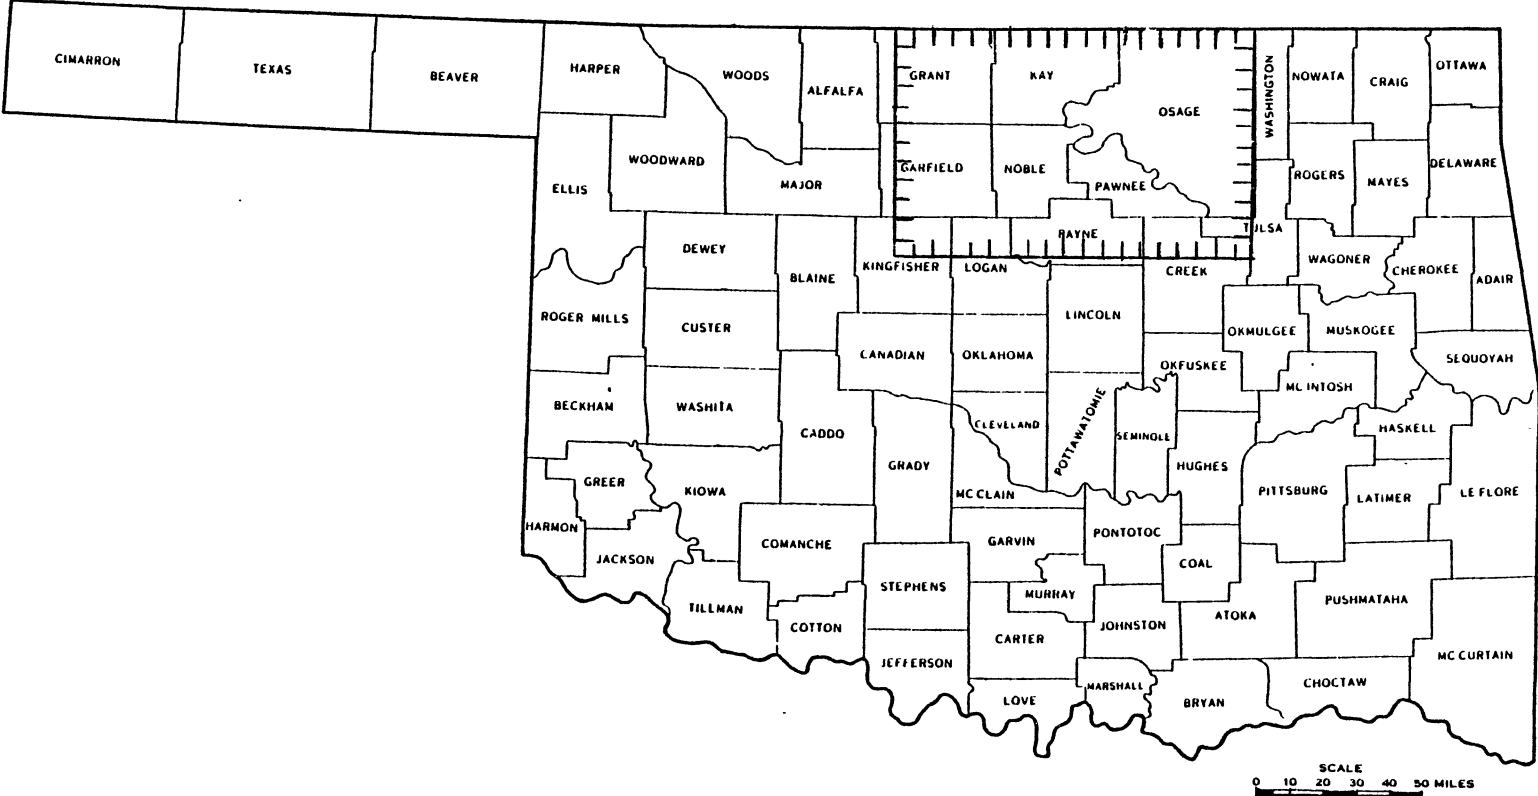 CIMARRON
TEXAS
BEAVER
HARPER
WOODS
ALFALFA
GRANT
KAY
OSAGE
WASHINGTON
NOWATA
CRAIG
OTTAWA
ELLIS
WOODWARD
MAJOR
GARFIELD
NOBLE
PAWNEE
ROGERS
MAYES
DELAWARE
DEWEY
BLAINE
KINGFISHER
LOGAN
PAYNE
CREEK
TULSA
WAGONER
CHEROKEE
ADAIR
ROGER MILLS
CUSTER
CANADIAN
OKLAHOMA
LINCOLN
OKFUSKEE
OKMULGEE
MUSKOGEE
SEQUOYAH
MC INTOSH
BECKHAM
WASHITA
CADDO
GRADY
CLEVELAND
POTTAWATOMIE
SEMINOLE
HUGHES
HASKELL
GREER
KIOWA
MC CLAIN
PITTSBURG
LATIMER
LE FLORE
HARMON
JACKSON
COMANCHE
GARVIN
PONTOTOC
COAL
TILLMAN
COTTON
STEPHENS
MURRAY
CARTER
JOHNSTON
ATOKA
PUSHMATAHA
JEFFERSON
LOVE
MARSHALL
BRYAN
CHOCTAW
MC CURTAIN
SCALE
0 10 20 30 40 50 MILES